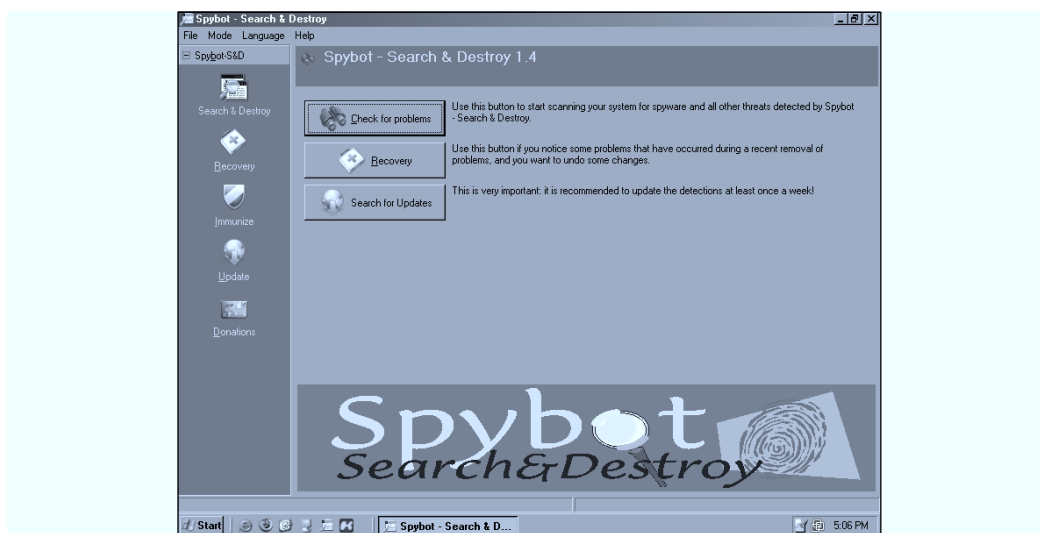 Spybot - Search & Destroy
File Mode Language Help
Spybot-S&D
Spybot - Search & Destroy 1.4
Search & Destroy
Recovery
Immunize
Update
Donations
Check for problems
Use this button to start scanning your system for spyware and all other threats detected by Spybot
- Search & Destroy.
Recovery
Use this button if you notice some problems that have occurred during a recent removal of
problems, and you want to undo some changes.
Search for Updates
This is very important: it is recommended to update the detections at least once a week!
Spybot
Search&Destroy
Start
Spybot - Search & D...
5:06 PM